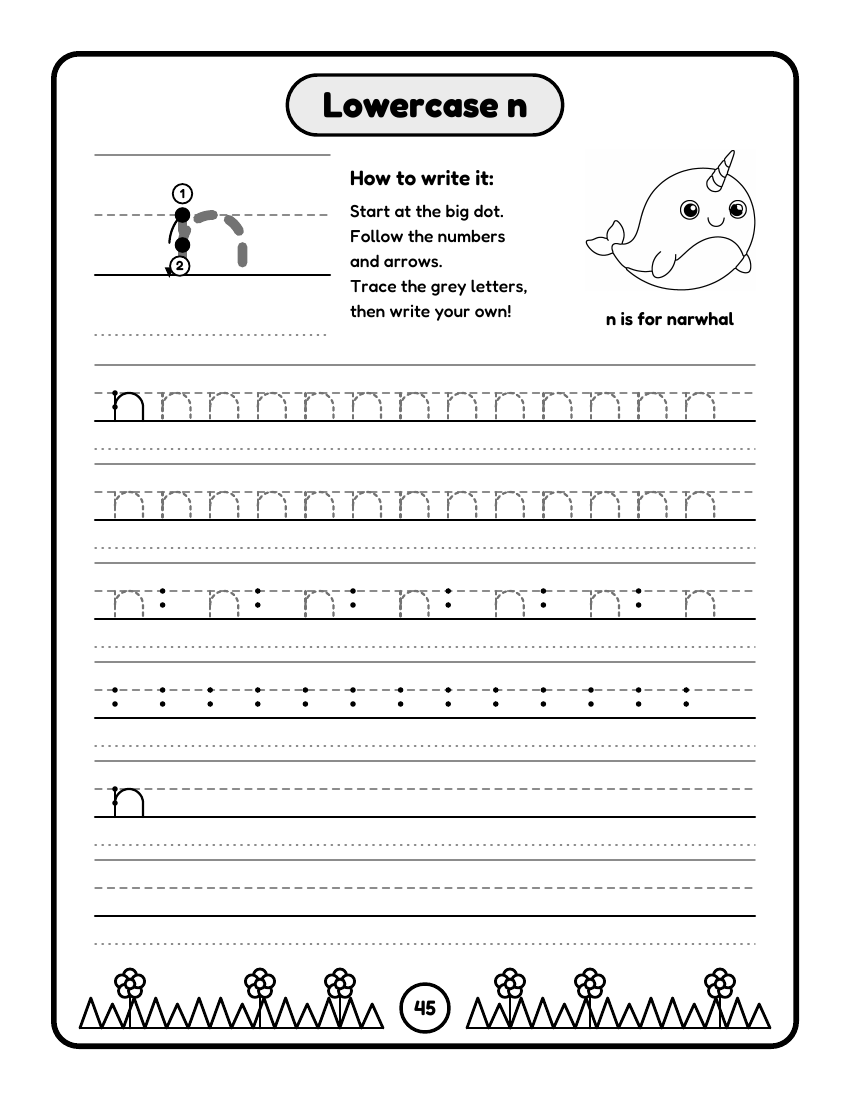 Lowercase n
1
2
How to write it:
Start at the big dot.
Follow the numbers
and arrows.
Trace the grey letters,
then write your own!
n is for narwhal
n n n n n n n n n n n n n
n n n n n n n n n n n n n
n n n n n n n
n
45